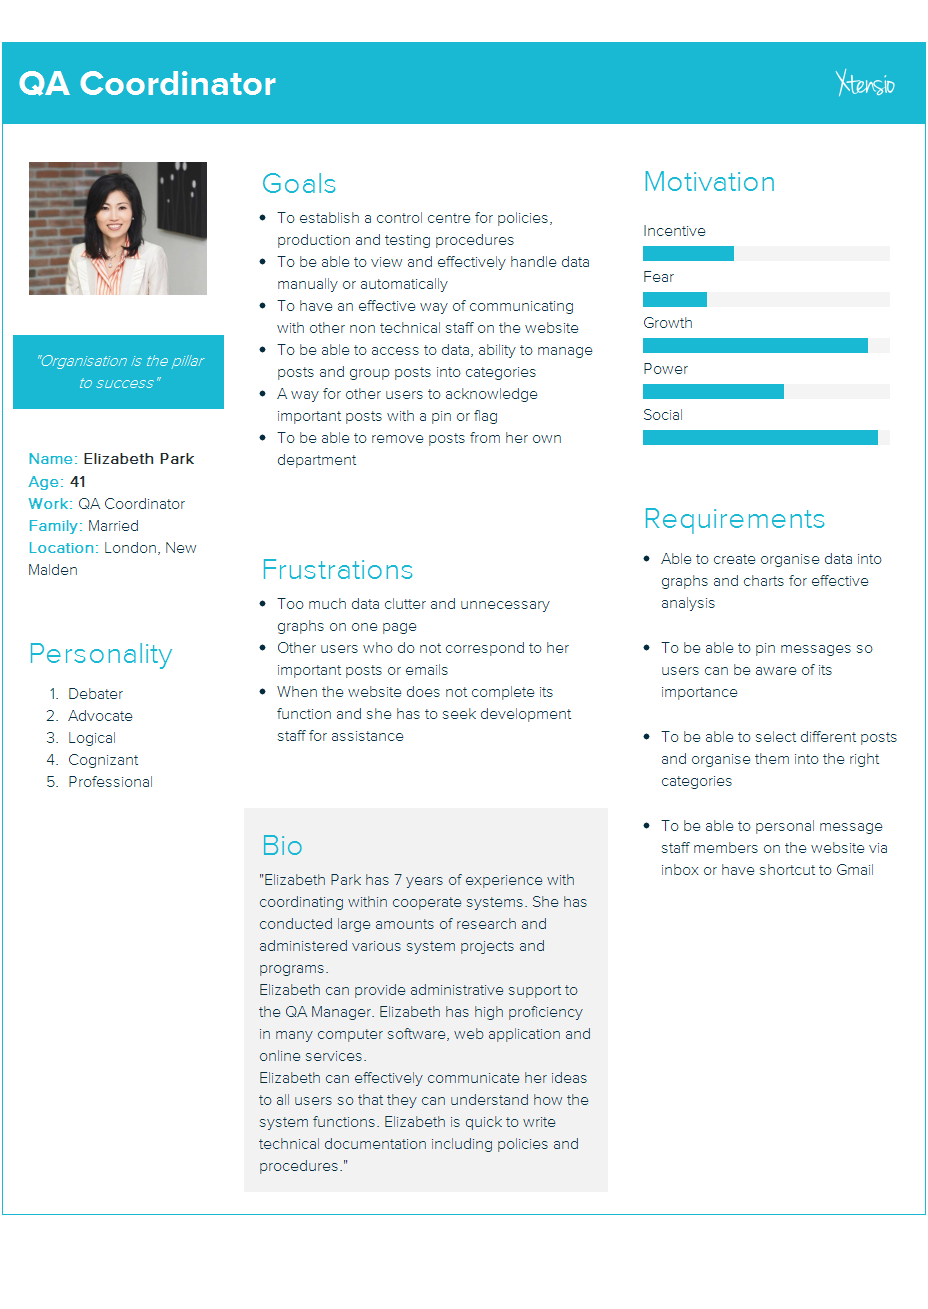 QA Coordinator
Xtensio
"Organisation is the pillar
to success"
Name: Elizabeth Park
Age: 41
Work: QA Coordinator
Family: Married
Location: London, New
Malden
Personality
1. Debater
2. Advocate
3. Logical
4. Cognizant
5. Professional
Goals
• To establish a control centre for policies,
production and testing procedures
• To be able to view and effectively handle data
manually or automatically
• To have an effective way of communicating
with other non technical staff on the website
• To be able to access to data, ability to manage
posts and group posts into categories
• A way for other users to acknowledge
important posts with a pin or flag
• To be able to remove posts from her own
department
Frustrations
• Too much data clutter and unnecessary
graphs on one page
• Other users who do not correspond to her
important posts or emails
• When the website does not complete its
function and she has to seek development
staff for assistance
Bio
"Elizabeth Park has 7 years of experience with
coordinating within cooperate systems. She has
conducted large amounts of research and
administered various system projects and
programs.
Elizabeth can provide administrative support to
the QA Manager. Elizabeth has high proficiency
in many computer software, web application and
online services.
Elizabeth can effectively communicate her ideas
to all users so that they can understand how the
system functions. Elizabeth is quick to write
technical documentation including policies and
procedures."
Motivation
Incentive
Fear
Growth
Power
Social
Requirements
• Able to create organise data into
graphs and charts for effective
analysis
• To be able to pin messages so
users can be aware of its
importance
• To be able to select different posts
and organise them into the right
categories
• To be able to personal message
staff members on the website via
inbox or have shortcut to Gmail